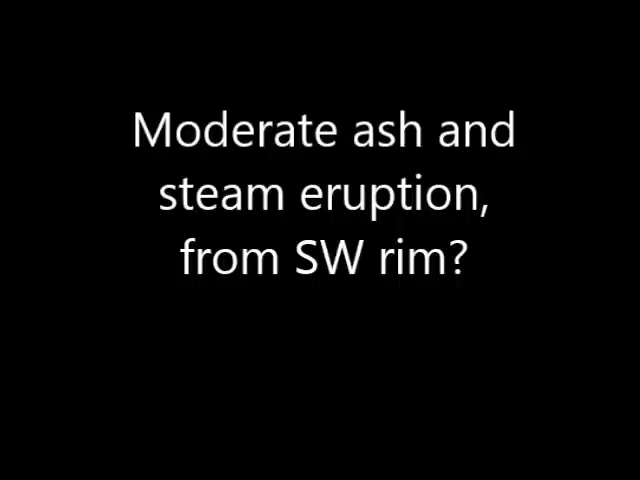 Moderate ash and
steam eruption,
from SW rim?